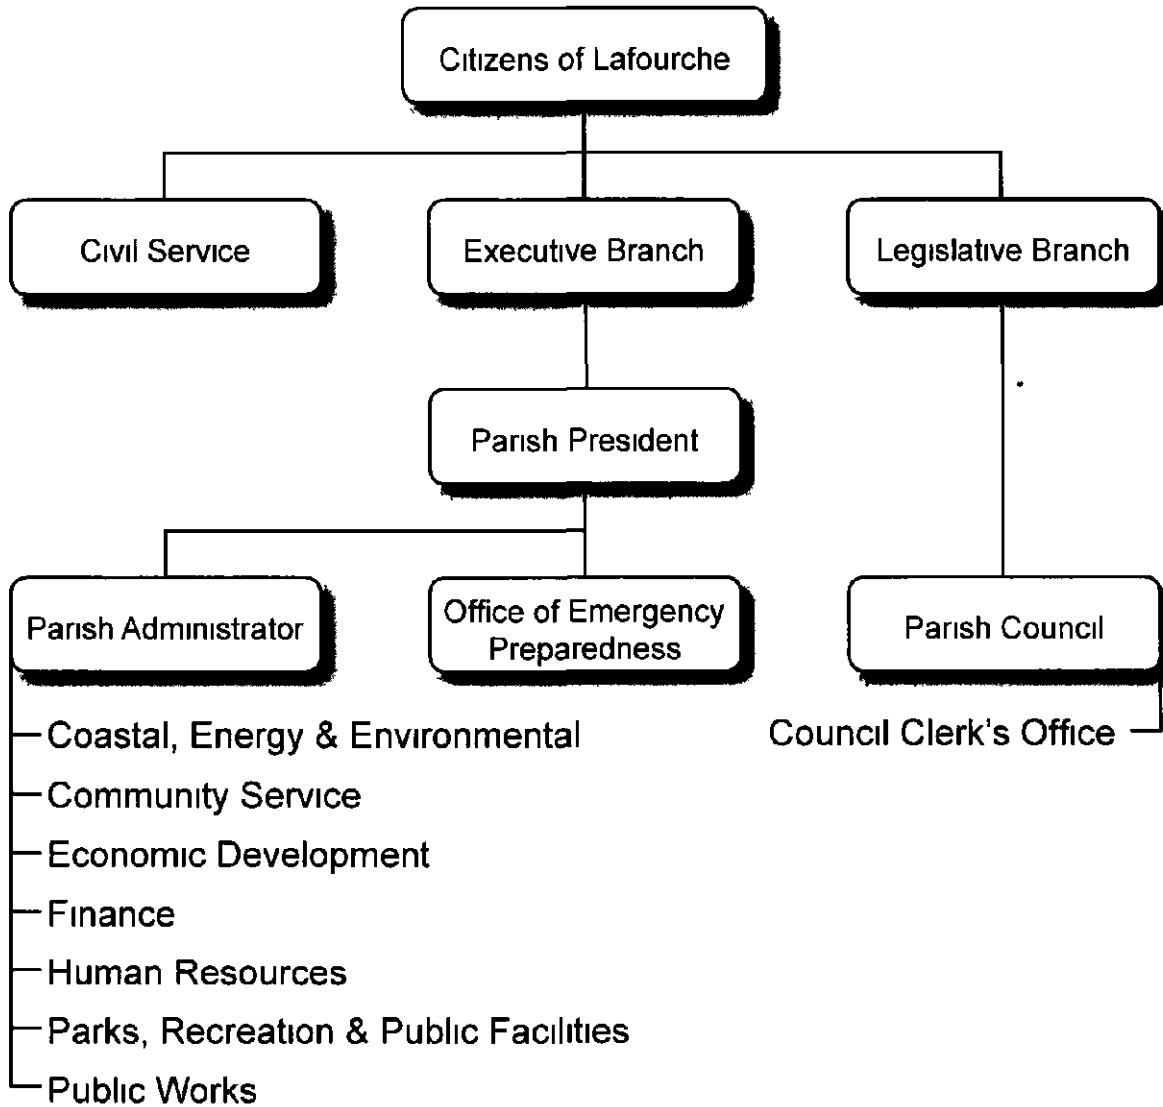 Citizens of Lafourche
Civil Service
Executive Branch
Legislative Branch
Parish President
Parish Administrator
Office of Emergency
Preparedness
Parish Council
Coastal, Energy & Environmental
Council Clerk's Office
Community Service
Economic Development
Finance
Human Resources
Parks, Recreation & Public Facilities
Public Works